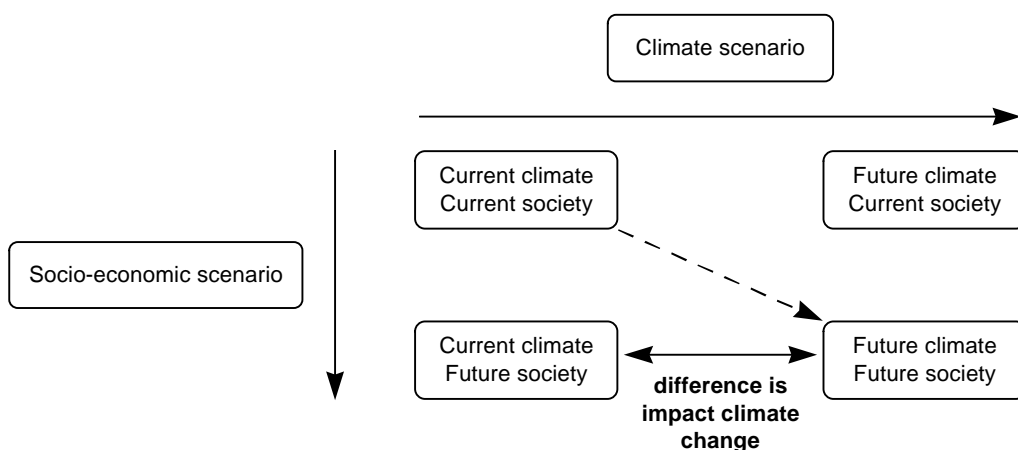 Climate scenario
Current climate
Current society
Future climate
Current society
Socio-economic scenario
Current climate
Future society
Future climate
Future society
difference is
impact climate
change